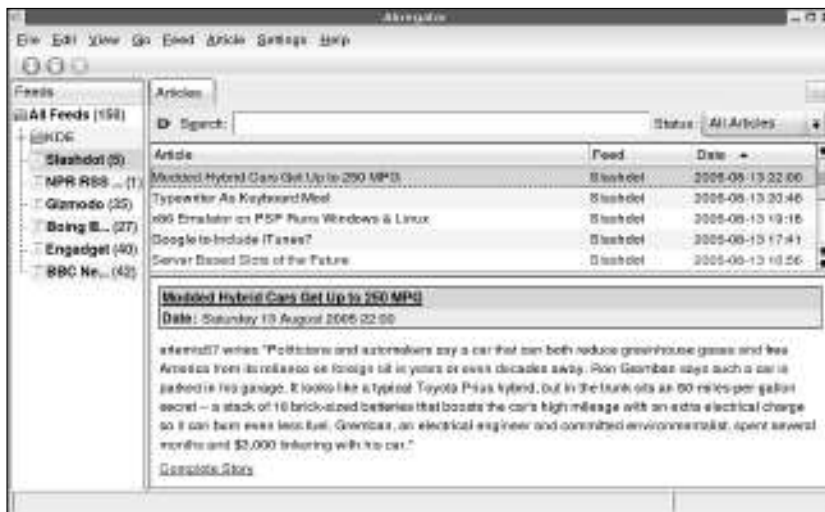 Akregator
File Edit View Go Feed Article Settings Help
Feeds
All Feeds (150)
KDE
Slashdot (5)
NPR RSS ... (1)
Gizmodo (35)
Boing B... (27)
Engadget (40)
BBC Ne... (42)
Articles
Search: Status: All Articles
Article Feed Date
Modded Hybrid Cars Get Up to 250 MPG Slashdot 2005-08-13 22:00
Typewriter As Keyboard Mod Slashdot 2005-08-13 20:46
x86 Emulator on PSP Runs Windows & Linux Slashdot 2005-08-13 19:16
Google to Include iTunes? Slashdot 2005-08-13 17:41
Server Based Slots of the Future Slashdot 2005-08-13 16:56
Modded Hybrid Cars Get Up to 250 MPG
Date: Saturday 13 August 2005 22:00
writes "Politicians and automakers say a car that can both reduce greenhouse gases and free
America from its reliance on foreign oil is years or even decades away. Ron Gremban says such a car is
parked in his garage. It looks like a typical Toyota Prius hybrid, but in the trunk sits an 80-miles-per-gallon
secret – a stack of 18 brick-sized batteries that boosts the car's high mileage with an extra electrical charge
so it can burn even less fuel. Gremban, an electrical engineer and committed environmentalist, spent several
months and $3,000 tinkering with his car."
Complete Story